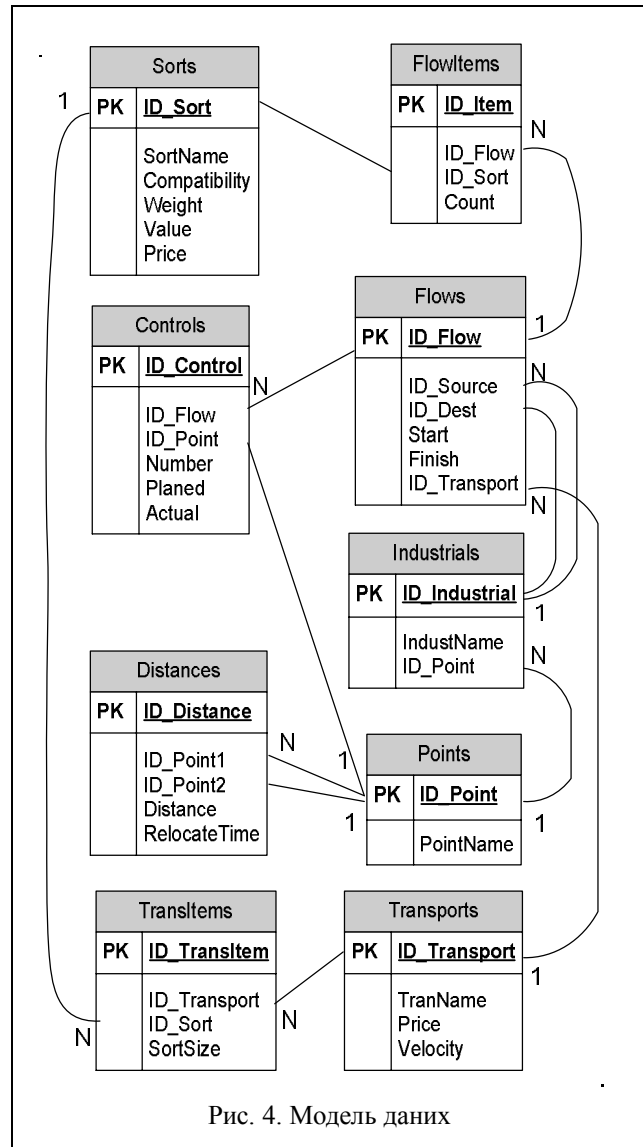 Sorts
PK ID_Sort
SortName
Compatibility
Weight
Value
Price
1
FlowItems
PK ID_Item
ID_Flow
ID_Sort
Count
N
Controls
PK ID_Control
ID_Flow
ID_Point
Number
Planed
Actual
N
Flows
PK ID_Flow
ID_Source
ID_Dest
Start
Finish
ID_Transport
1
N
N
Industrials
PK ID_Industrial
IndustName
ID_Point
1
N
Distances
PK ID_Distance
ID_Point1
ID_Point2
Distance
RelocateTime
N
1
1
Points
PK ID_Point
PointName
1
TransItems
PK ID_TransItem
ID_Transport
ID_Sort
SortSize
N
N
Transports
PK ID_Transport
TranName
Price
Velocity
1
Рис. 4. Модель даних